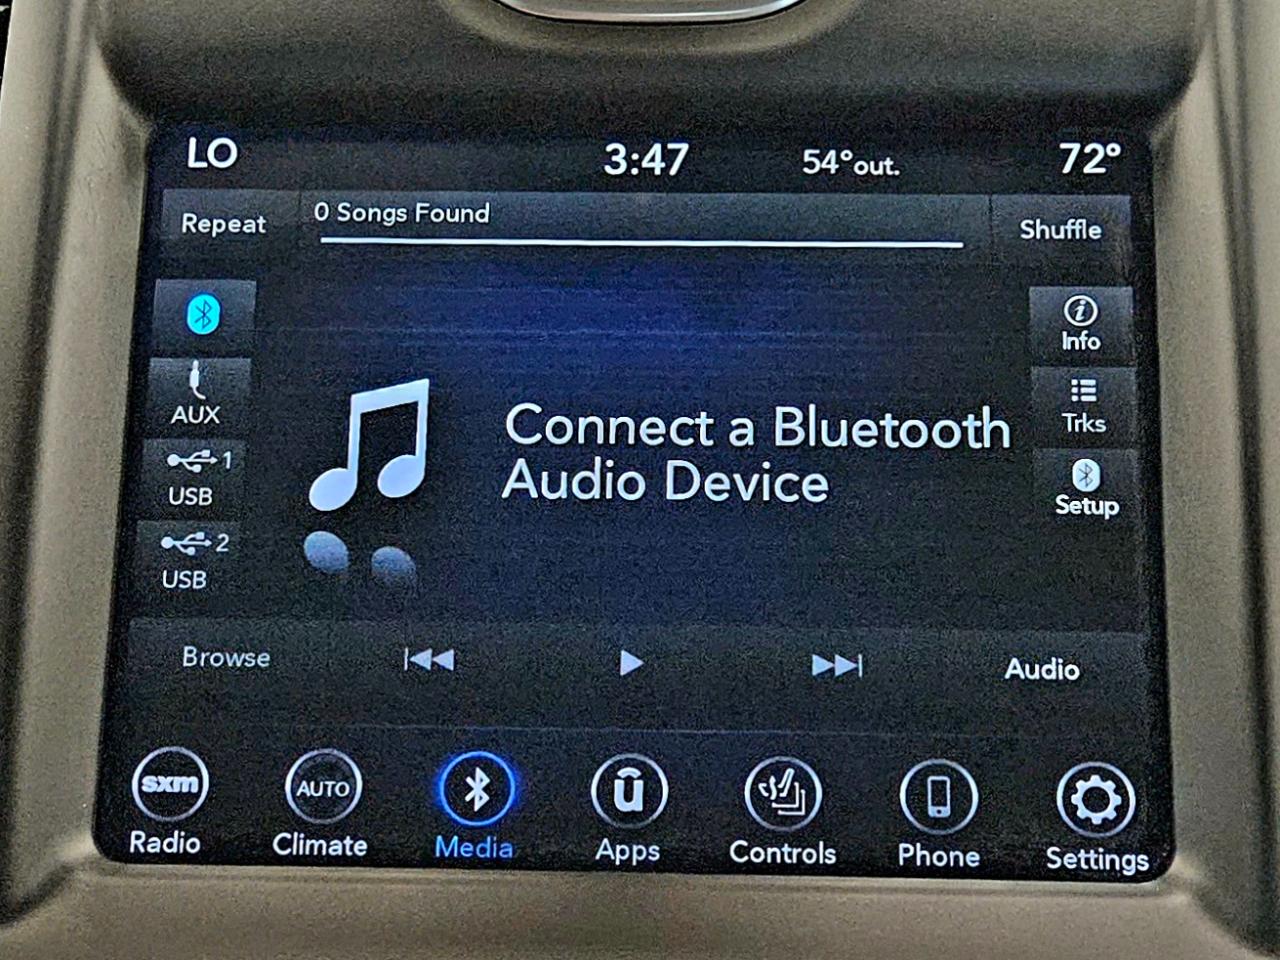 LO 3:47 54°out. 72°
Repeat 0 Songs Found Shuffle
Info
AUX
Trks
Connect a Bluetooth
Audio Device
1
USB
Setup
2
USB
Browse Audio
sxm AUTO u
Radio Climate Media Apps Controls Phone Settings